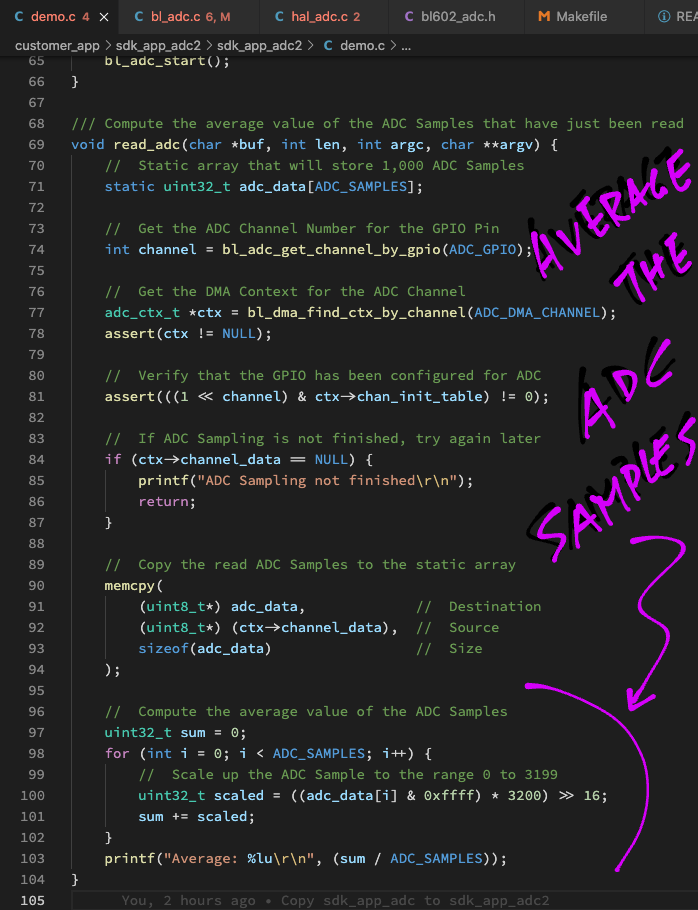 C demo.c 4 × C bl_adc.c 6, M C hal_adc.c 2 C bl602_adc.h M Makefile ⓘ REA
customer_app > sdk_app_adc2 > sdk_app_adc2 > C demo.c > ...
65 bl_adc_start();
66 }
67
68 /// Compute the average value of the ADC Samples that have just been read
69 void read_adc(char *buf, int len, int argc, char **argv) {
70 // Static array that will store 1,000 ADC Samples
71 static uint32_t adc_data[ADC_SAMPLES];
72
73 // Get the ADC Channel Number for the GPIO Pin
74 int channel = bl_adc_get_channel_by_gpio(ADC_GPIO);
75
76 // Get the DMA Context for the ADC Channel
77 adc_ctx_t *ctx = bl_dma_find_ctx_by_channel(ADC_DMA_CHANNEL);
78 assert(ctx != NULL);
79
80 // Verify that the GPIO has been configured for ADC
81 assert(((1 << channel) & ctx->chan_init_table) != 0);
82
83 // If ADC Sampling is not finished, try again later
84 if (ctx->channel_data == NULL) {
85 printf("ADC Sampling not finished\r\n");
86 return;
87 }
88
89 // Copy the read ADC Samples to the static array
90 memcpy(
91 (uint8_t*) adc_data, // Destination
92 (uint8_t*) (ctx->channel_data), // Source
93 sizeof(adc_data) // Size
94 );
95
96 // Compute the average value of the ADC Samples
97 uint32_t sum = 0;
98 for (int i = 0; i < ADC_SAMPLES; i++) {
99 // Scale up the ADC Sample to the range 0 to 3199
100 uint32_t scaled = ((adc_data[i] & 0xffff) * 3200) >> 16;
101 sum += scaled;
102 }
103 printf("Average: %lu\r\n", (sum / ADC_SAMPLES));
104 }
105 You, 2 hours ago • Copy sdk_app_adc to sdk_app_adc2
AVERAGE
THE
ADC
SAMPLES